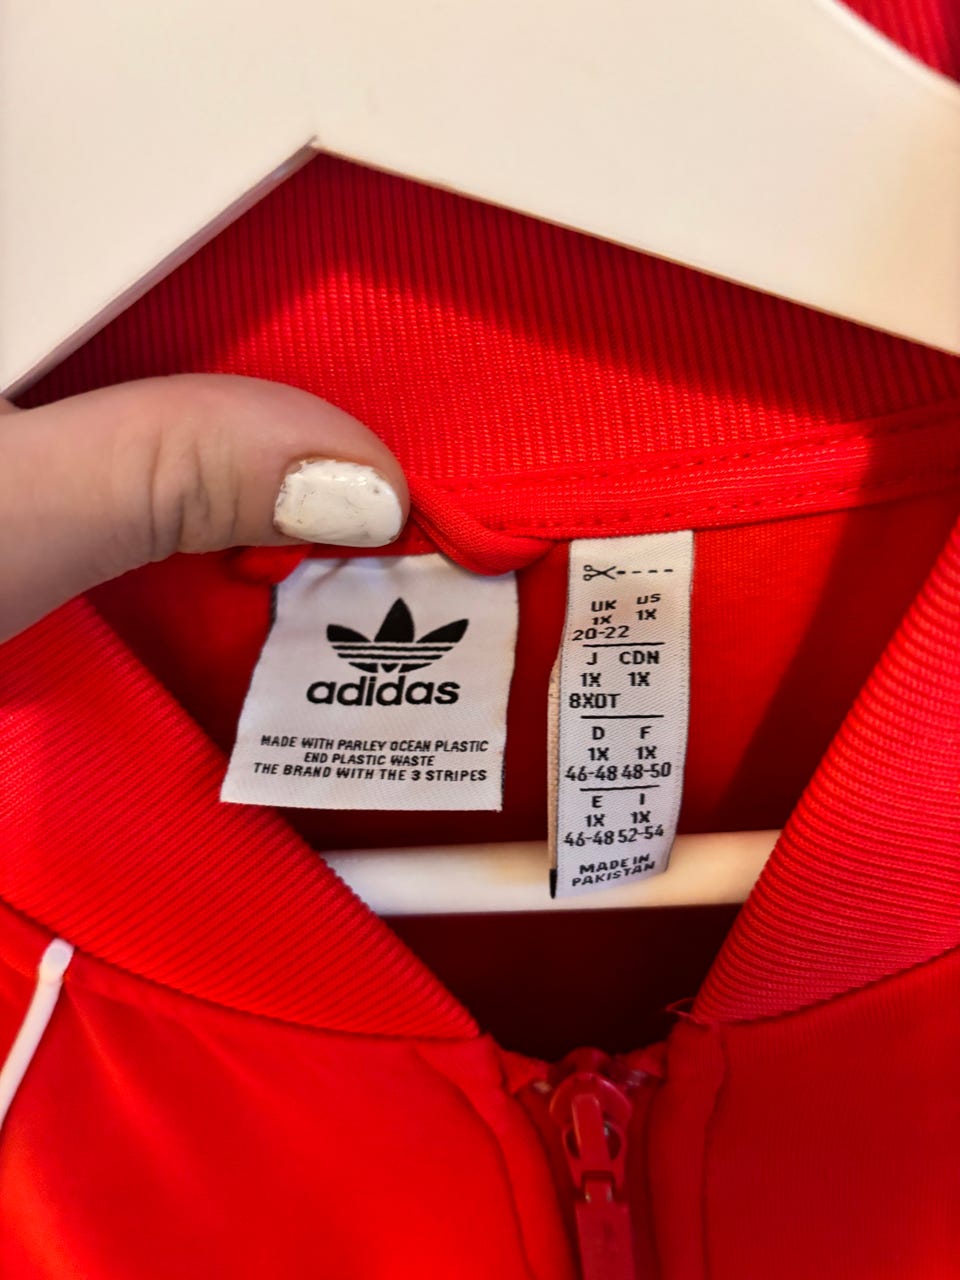 adidas
MADE WITH PARLEY OCEAN PLASTIC
END PLASTIC WASTE
THE BRAND WITH THE 3 STRIPES
UK US
1X 1X
20-22
J CDN
1X 1X
8XOT
D F
1X 1X
46-48 48-50
E I
1X 1X
46-48 52-54
MADE IN
PAKISTAN